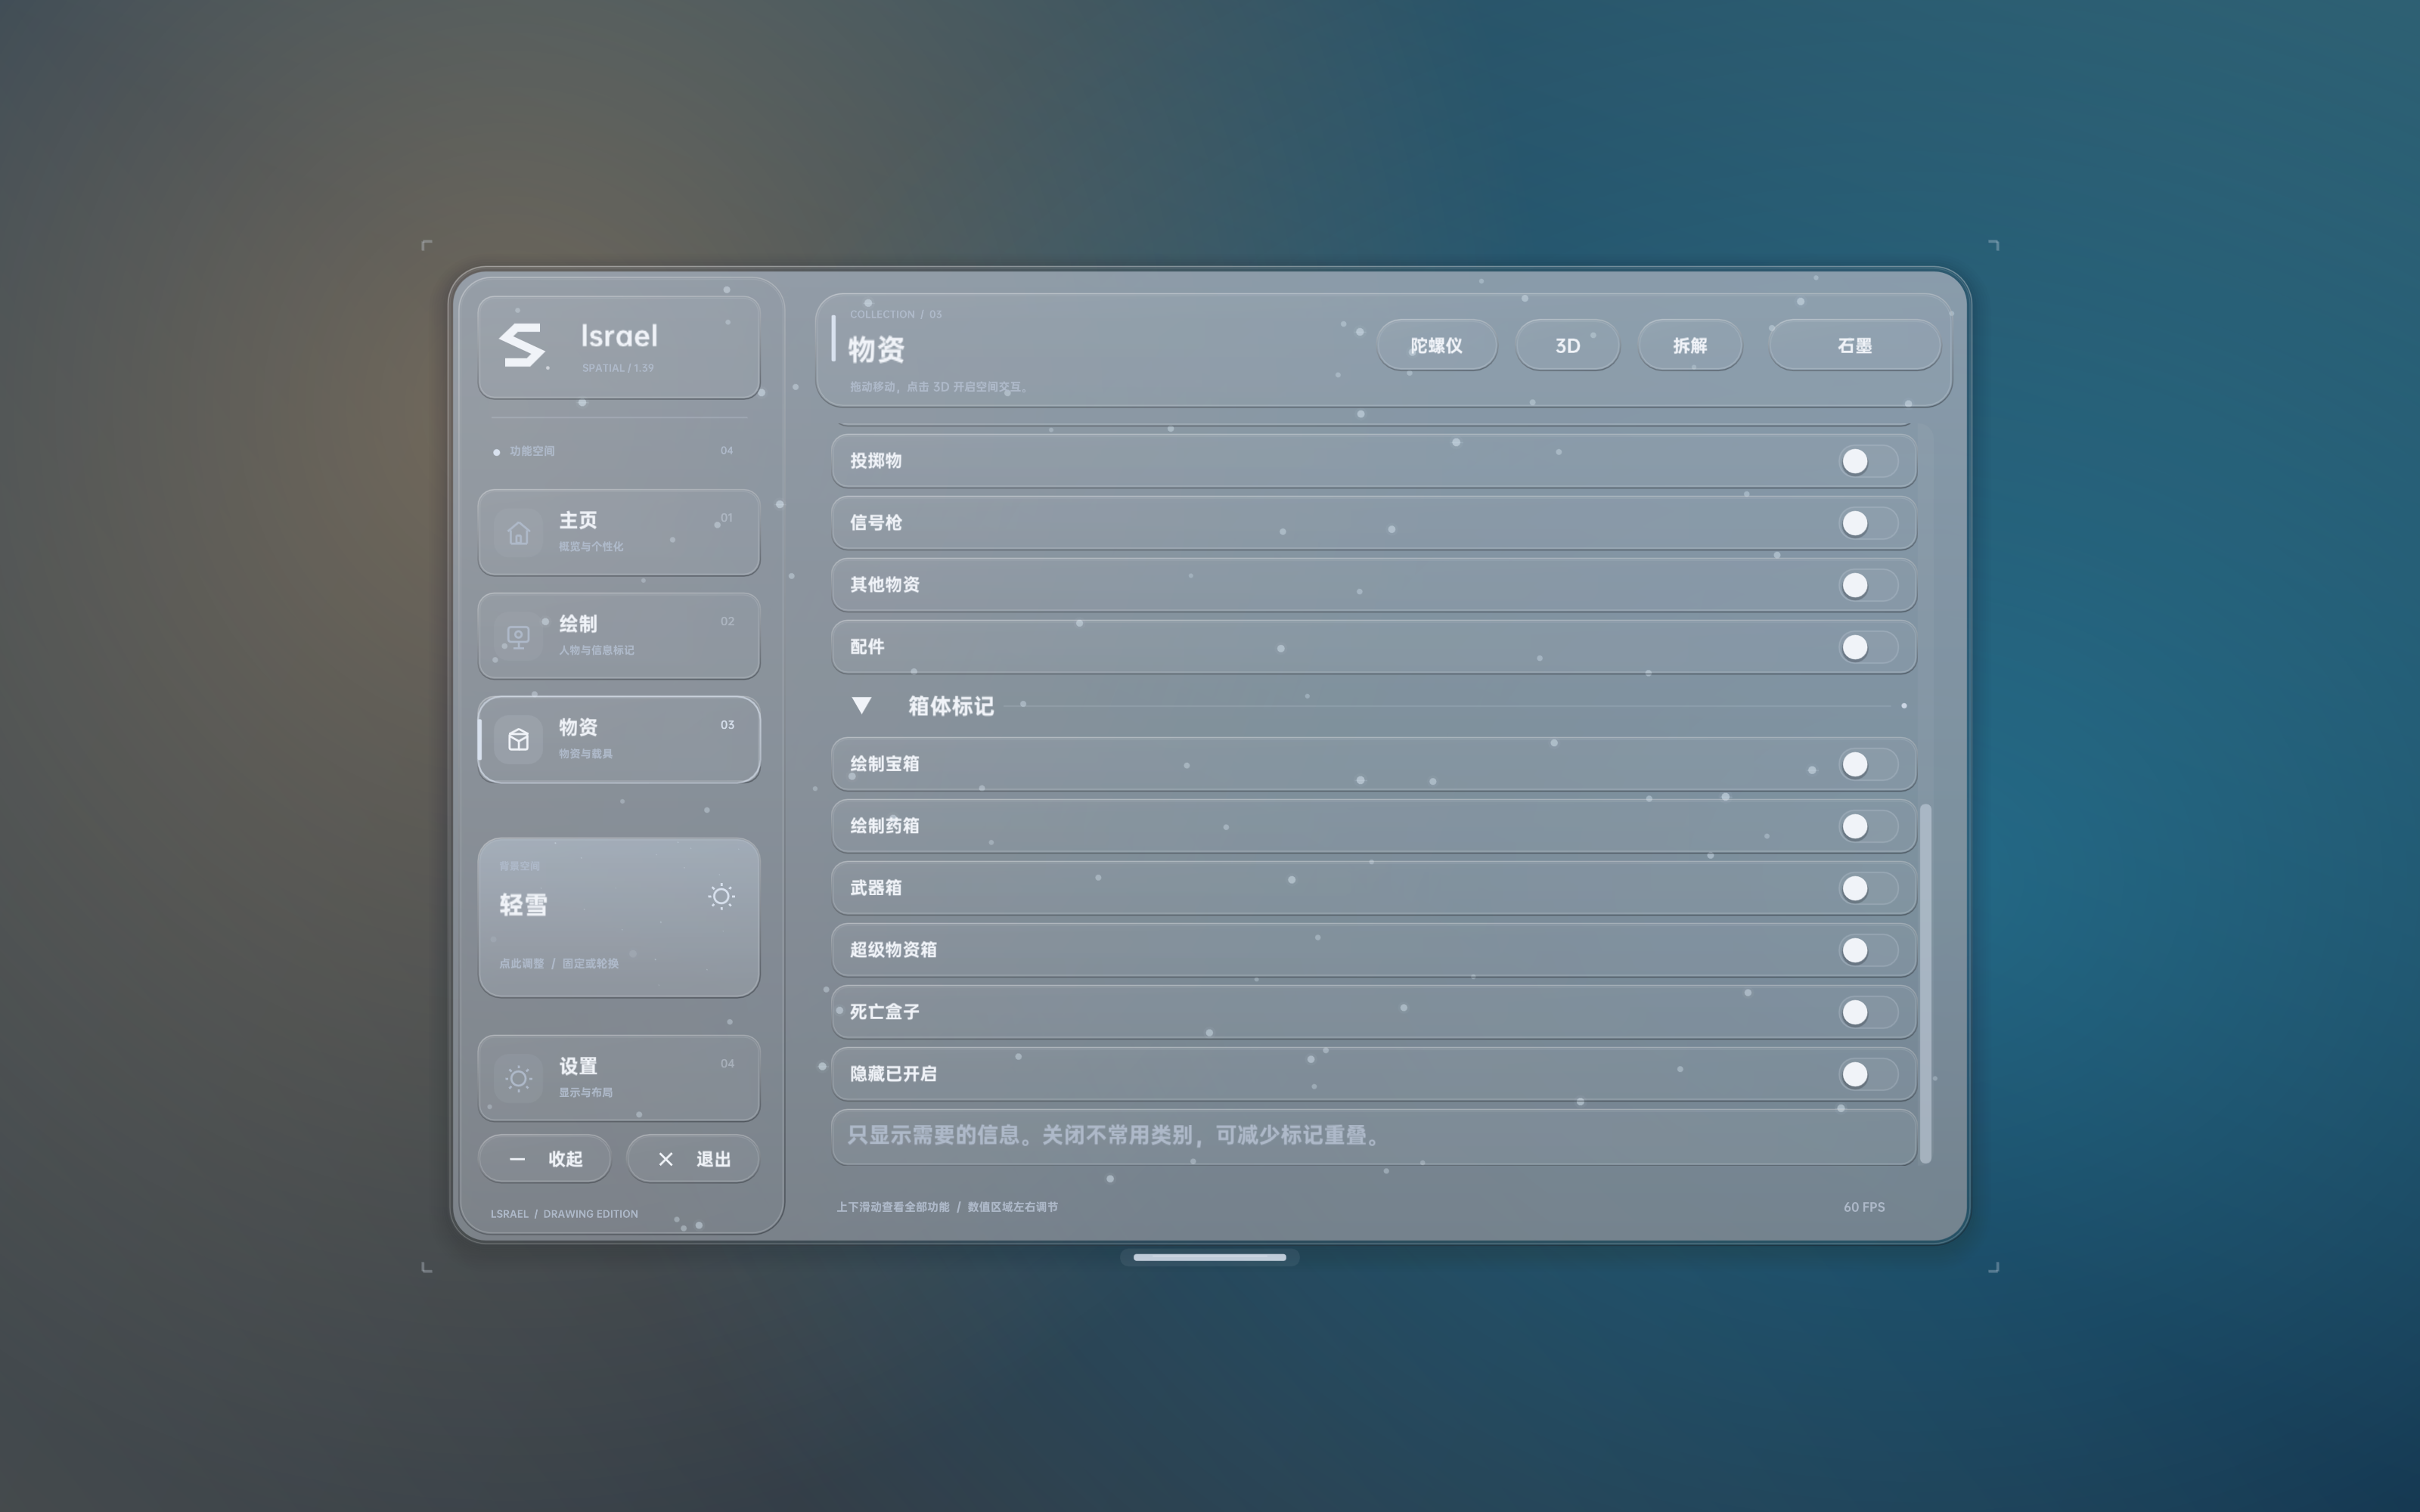 lsrael
SPATIAL / 1.39
功能空间 04
主页 01
概览与个性化
绘制 02
人物与信息标记
物资 03
物资与载具
背景空间
轻雪
点此调整 / 固定或轮换
设置 04
显示与布局
收起
退出
LSRAEL / DRAWING EDITION
COLLECTION / 03
物资
拖动移动，点击 3D 开启空间交互。
陀螺仪
3D
拆解
石墨
投掷物
信号枪
其他物资
配件
箱体标记
绘制宝箱
绘制药箱
武器箱
超级物资箱
死亡盒子
隐藏已开启
只显示需要的信息。关闭不常用类别，可减少标记重叠。
上下滑动查看全部功能 / 数值区域左右调节
60 FPS